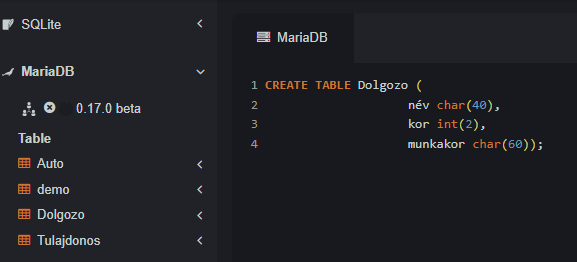 SQLite
MariaDB
0.17.0 beta
Table
Auto
demo
Dolgozo
Tulajdonos
MariaDB
1 CREATE TABLE Dolgozo (
2 név char(40),
3 kor int(2),
4 munkakor char(60));